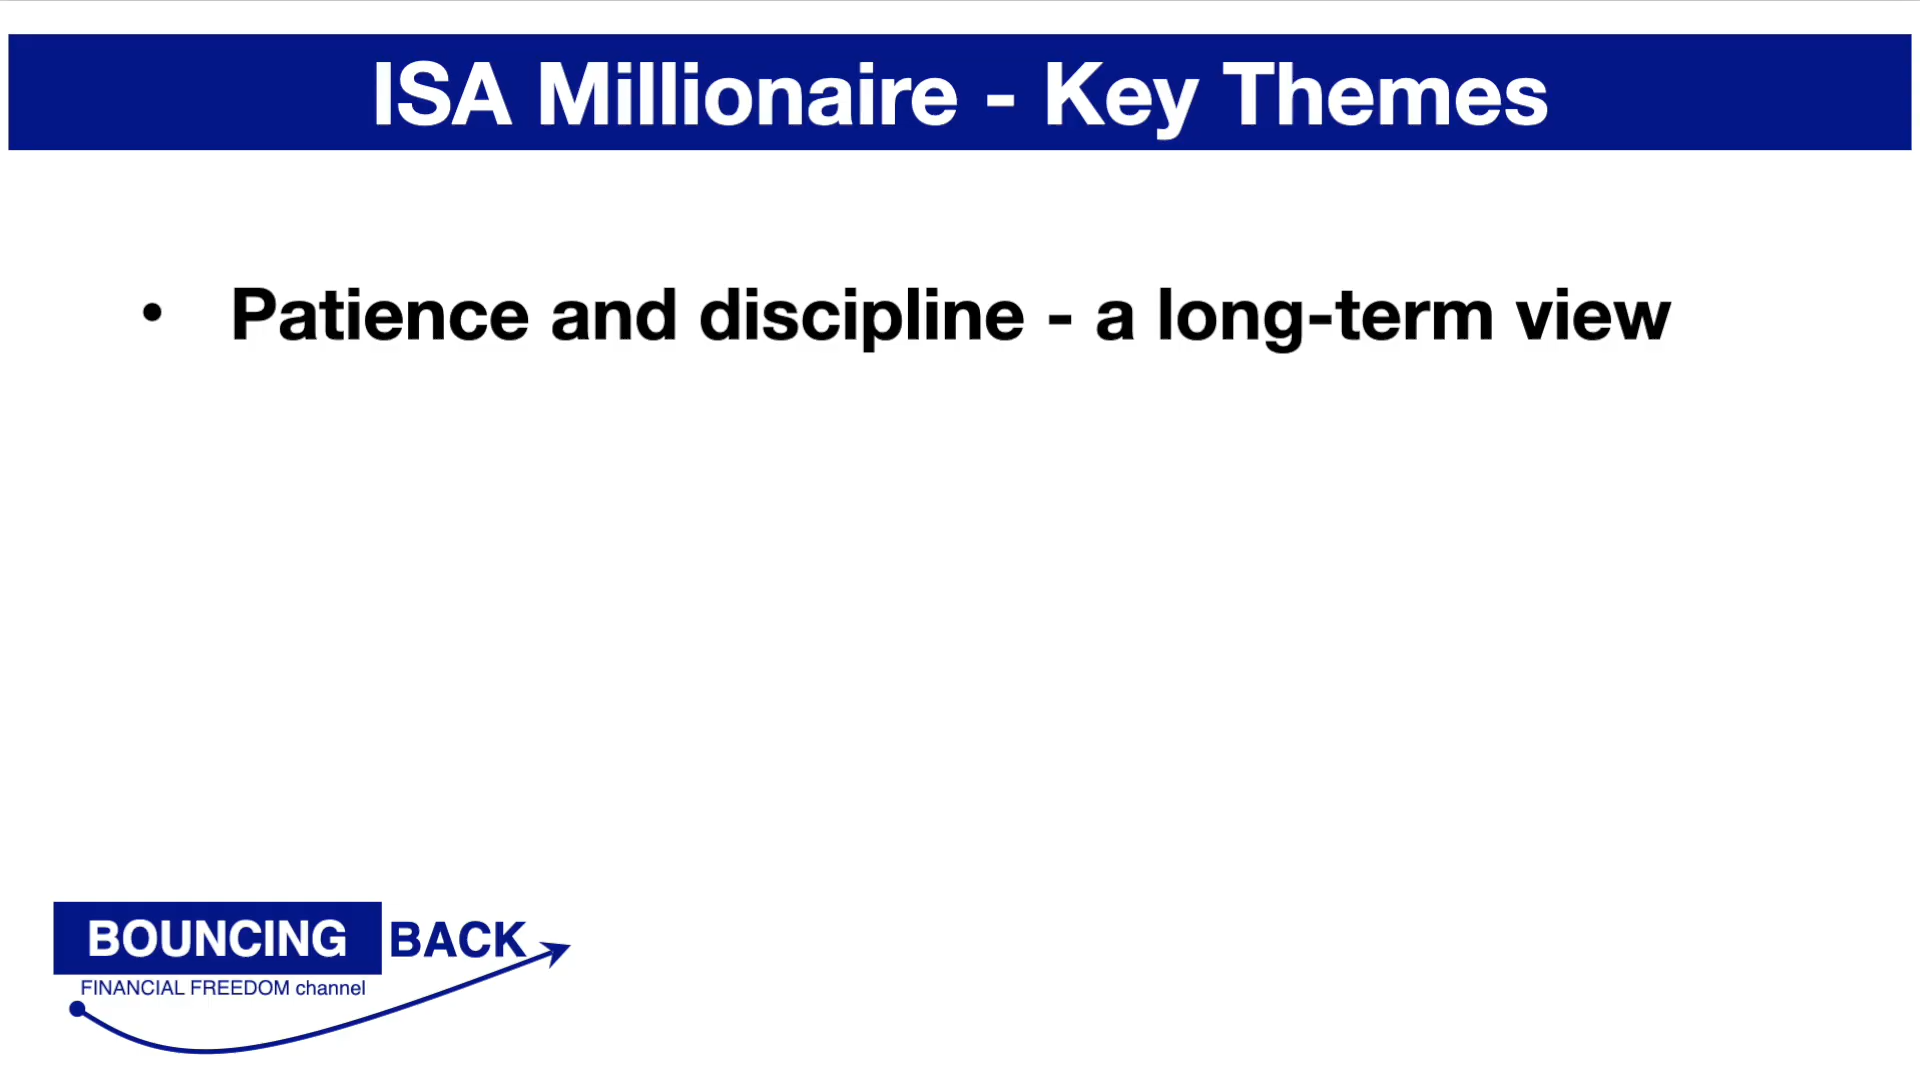 ISA Millionaire - Key Themes
• Patience and discipline - a long-term view
BOUNCING BACK
FINANCIAL FREEDOM channel